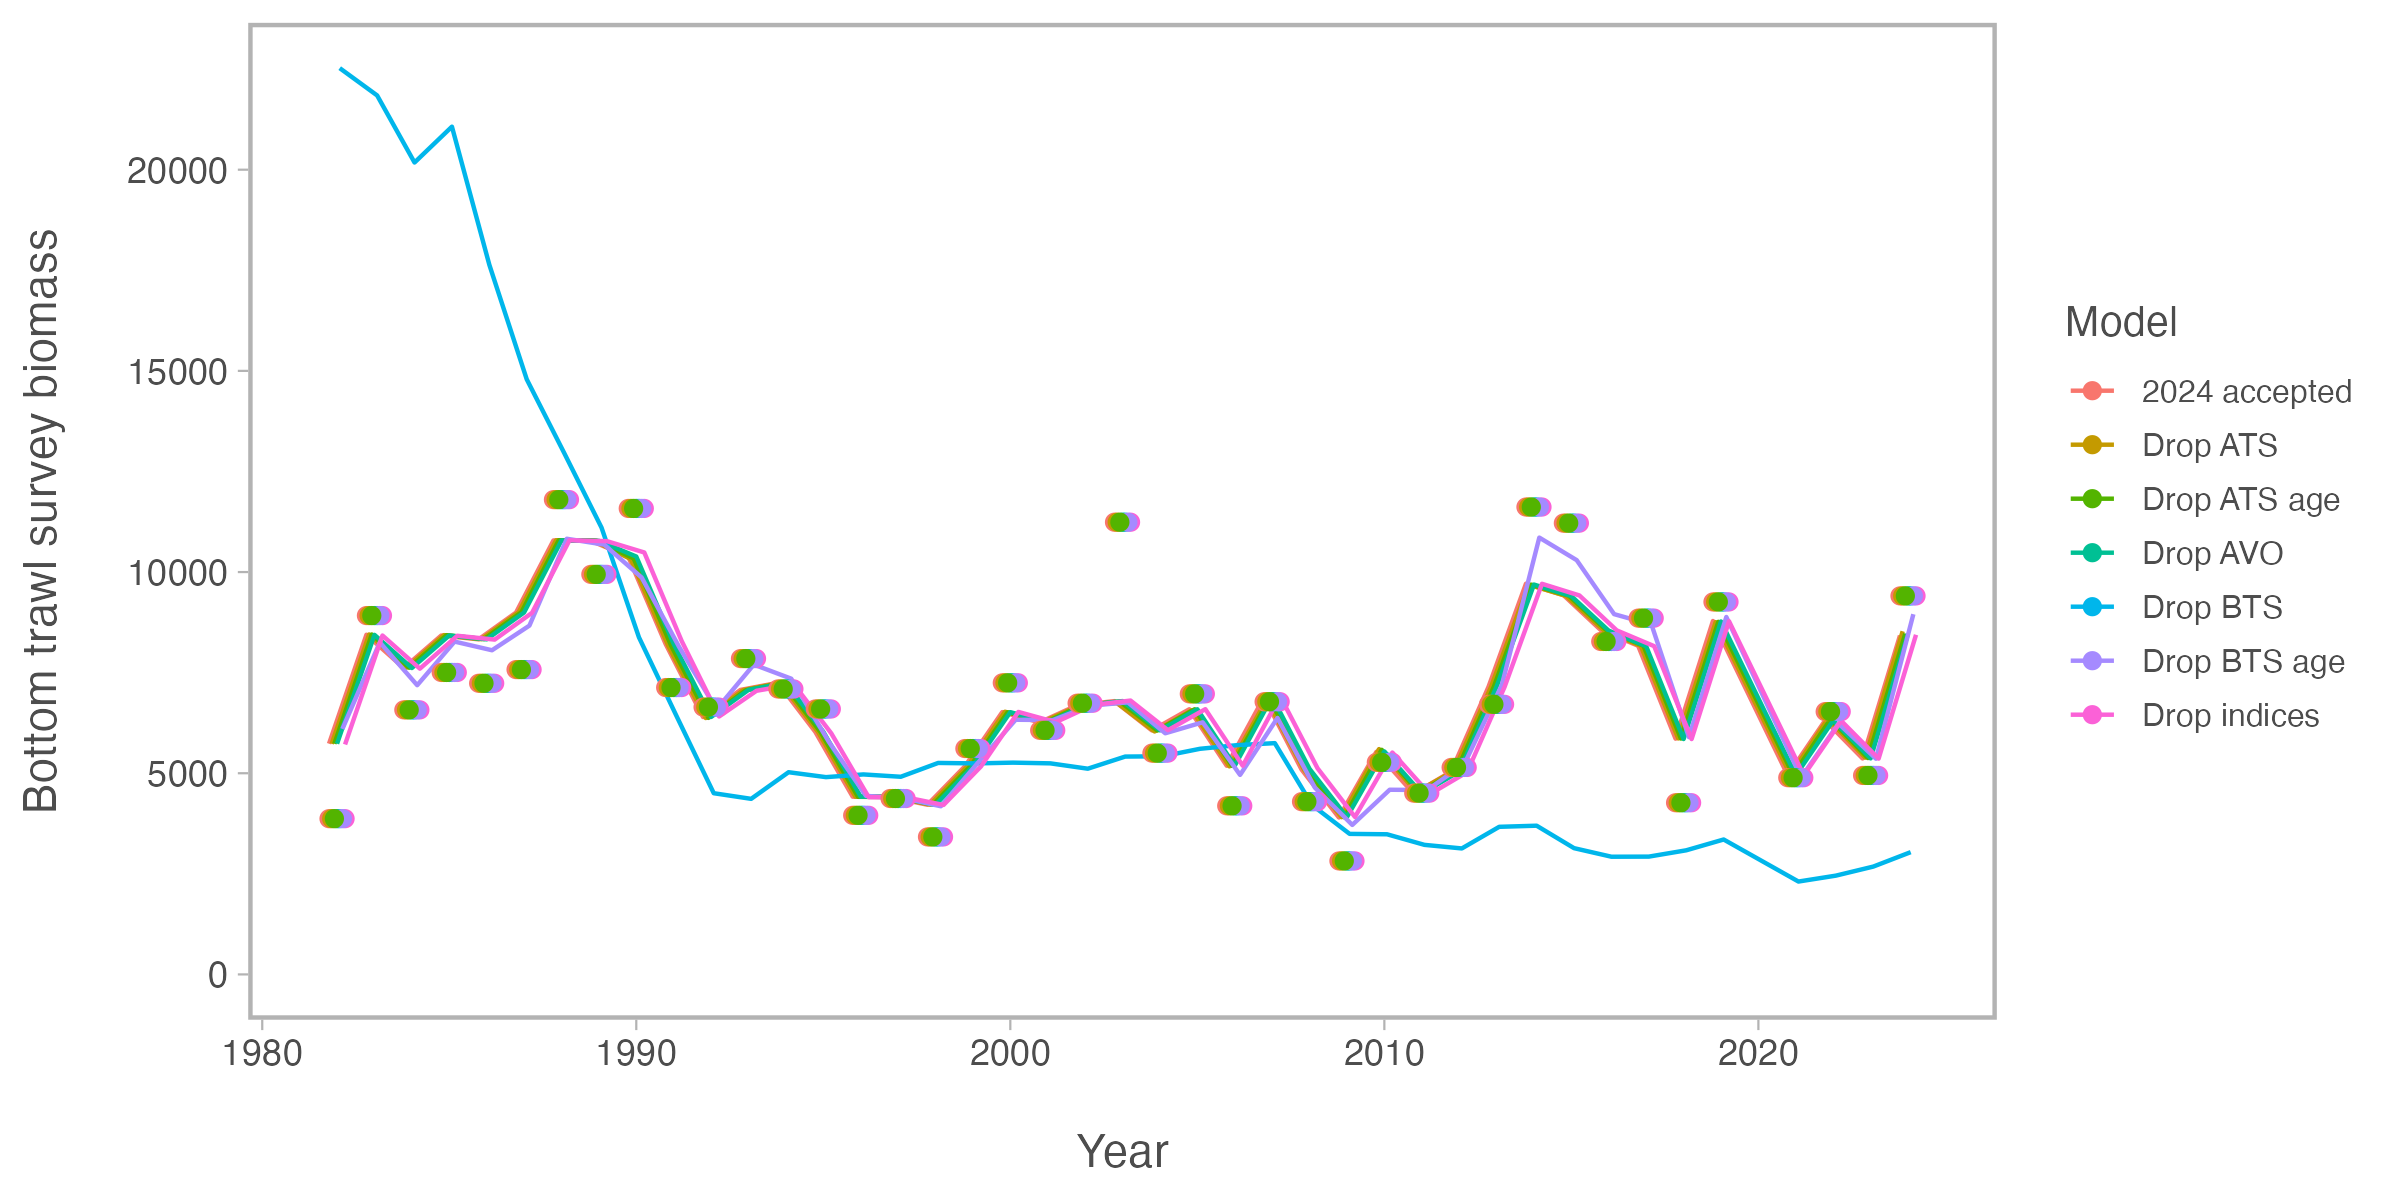 Bottom trawl survey biomass
20000
15000
10000
5000
0
1980
1990
2000
2010
2020
Year
Model
2024 accepted
Drop ATS
Drop ATS age
Drop AVO
Drop BTS
Drop BTS age
Drop indices